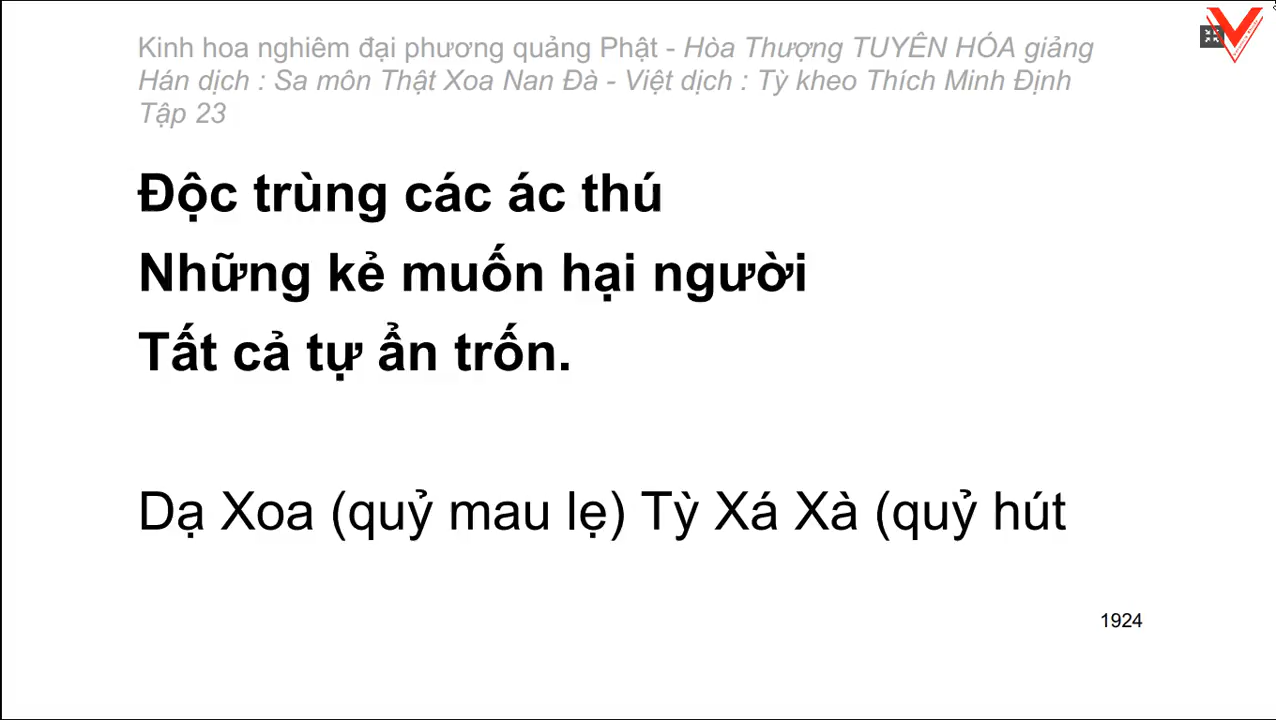 Kinh hoa nghiêm đại phương quảng Phật - Hòa Thượng TUYÊN HÓA giảng
Hán dịch : Sa môn Thật Xoa Nan Đà - Việt dịch : Tỳ kheo Thích Minh Định
Tập 23
Độc trùng các ác thú
Những kẻ muốn hại người
Tất cả tự ẩn trốn.
Dạ Xoa (quỷ mau lẹ) Tỳ Xá Xà (quỷ hút
1924